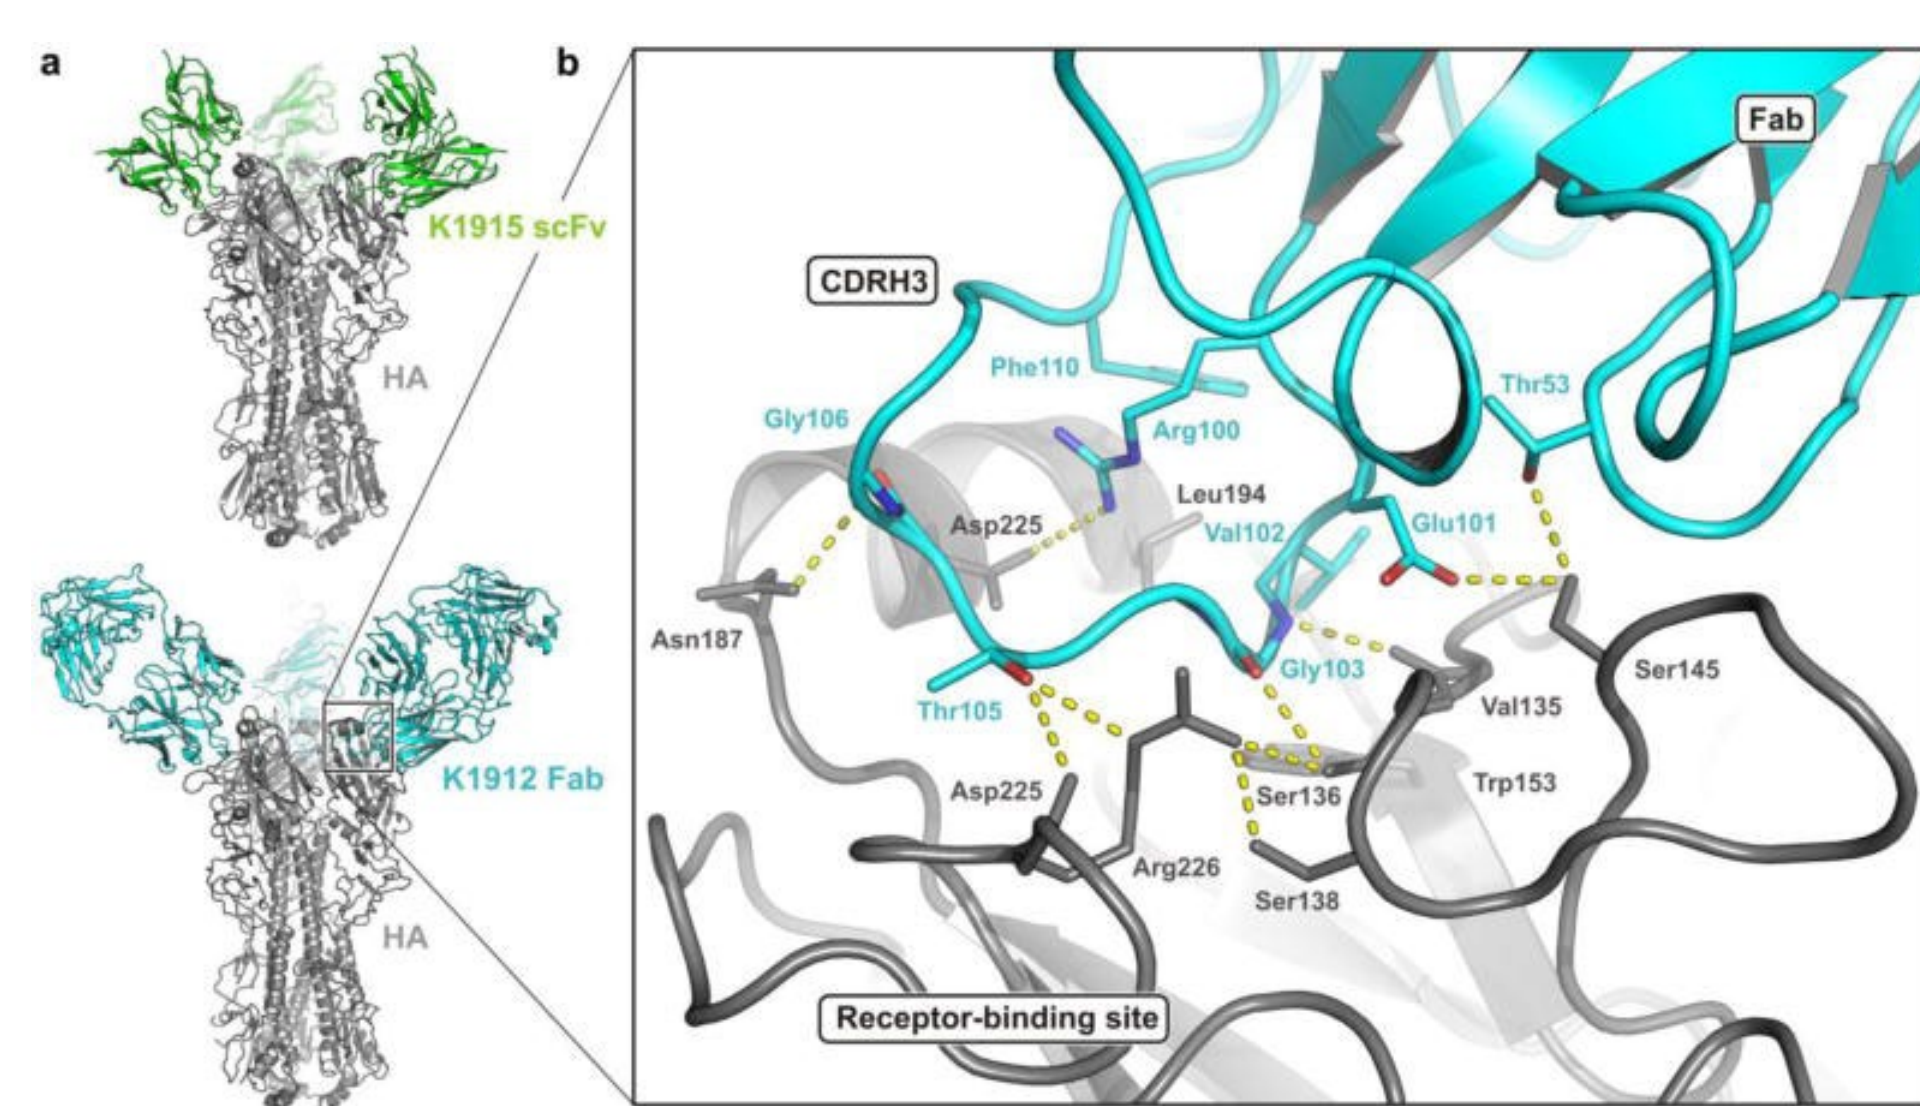 a
K1915 scFv
HA
K1912 Fab
HA
b
Fab
CDRH3
Phe110
Thr53
Gly106
Arg100
Leu194
Asp225
Val102
Glu101
Asn187
Gly103
Ser145
Thr105
Val135
Asp225
Ser136
Trp153
Arg226
Ser138
Receptor-binding site